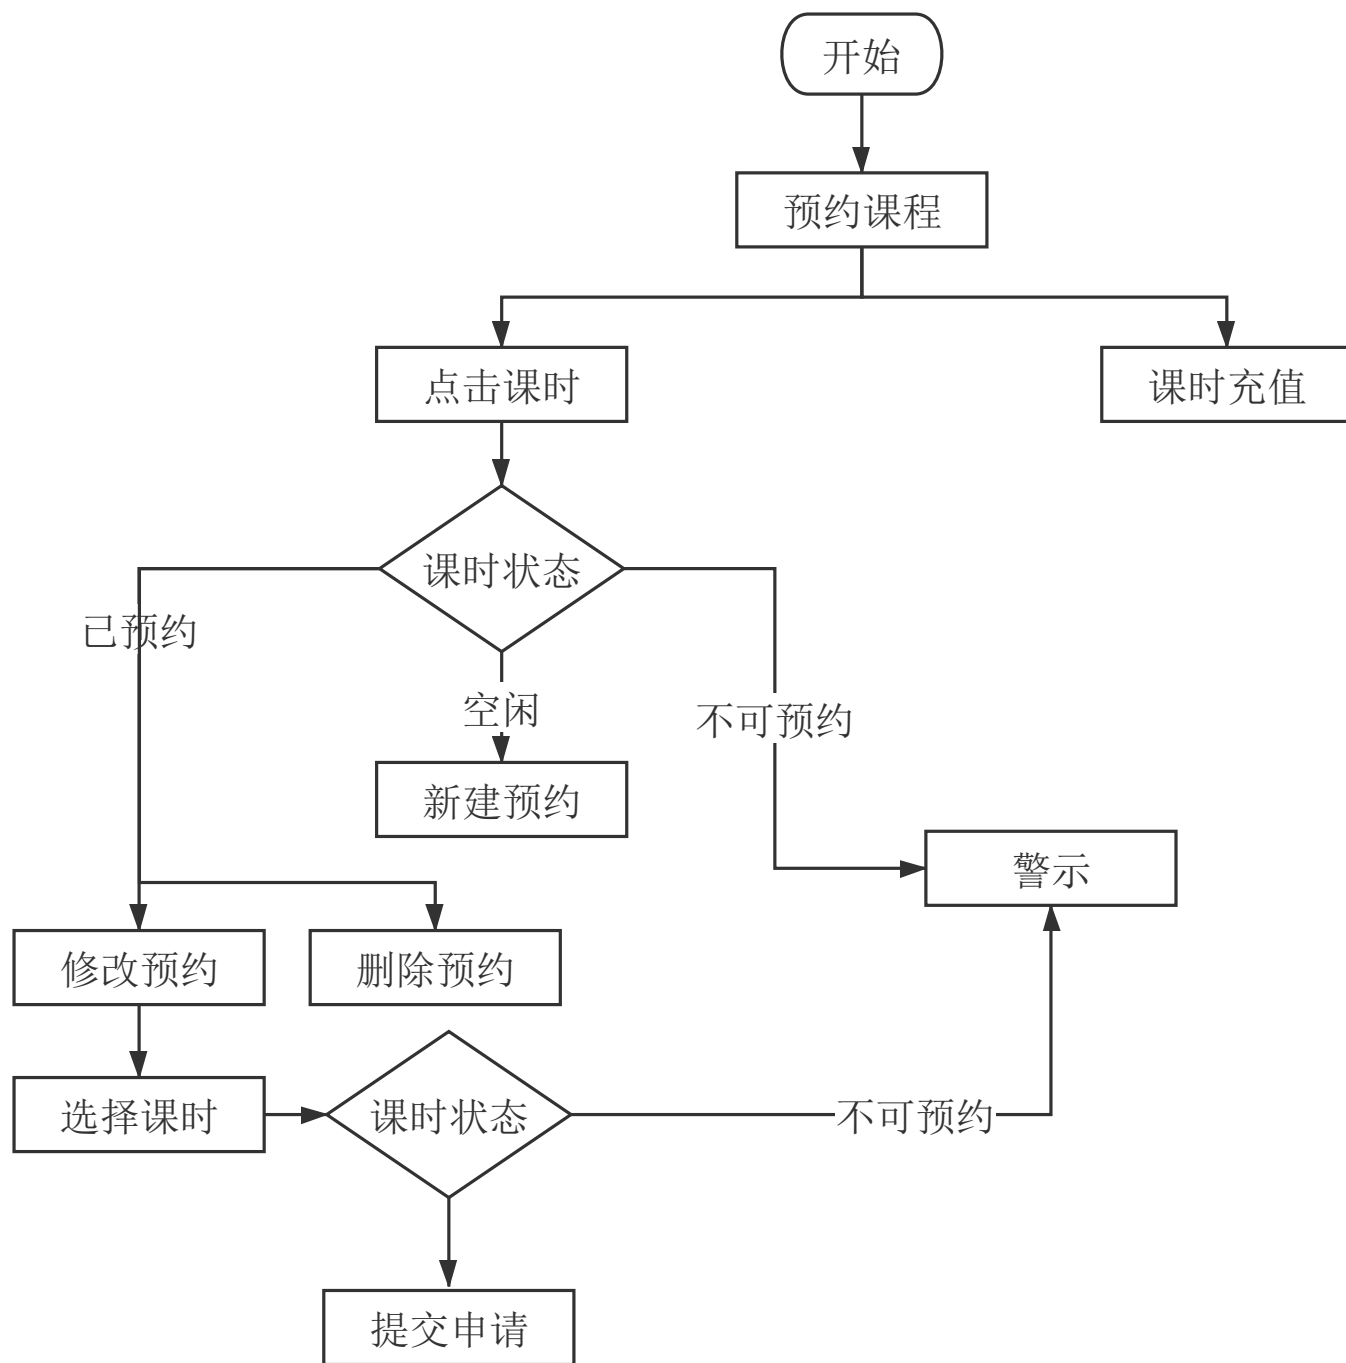 开始
预约课程
点击课时
课时充值
课时状态
已预约
空闲
不可预约
新建预约
警示
修改预约
删除预约
选择课时
课时状态
不可预约
提交申请